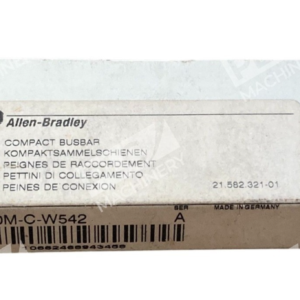 Allen-Bradley
COMPACT BUSBAR
KOMPAKTSAMMELSCHIENEN
PEIGNES DE RACCORDEMENT
PETTINI DI COLLEGAMENTO
PEINES DE CONEXION
21.562.321-01
M-C-W542
SER
A
MADE IN GERMANY